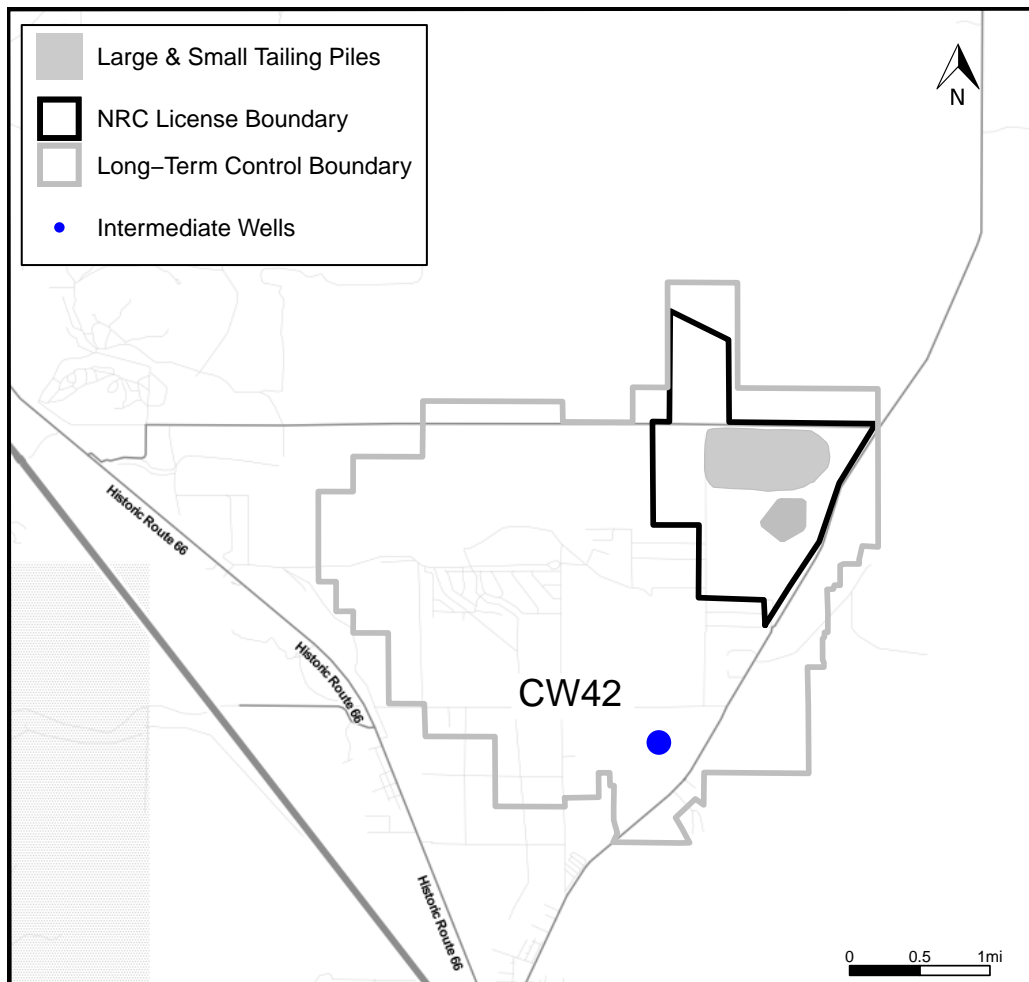 Large & Small Tailing Piles
NRC License Boundary
Long−Term Control Boundary
Intermediate Wells
N
Historic Route 66
Historic Route 66
CW42
Historic Route 66
0 0.5 1mi